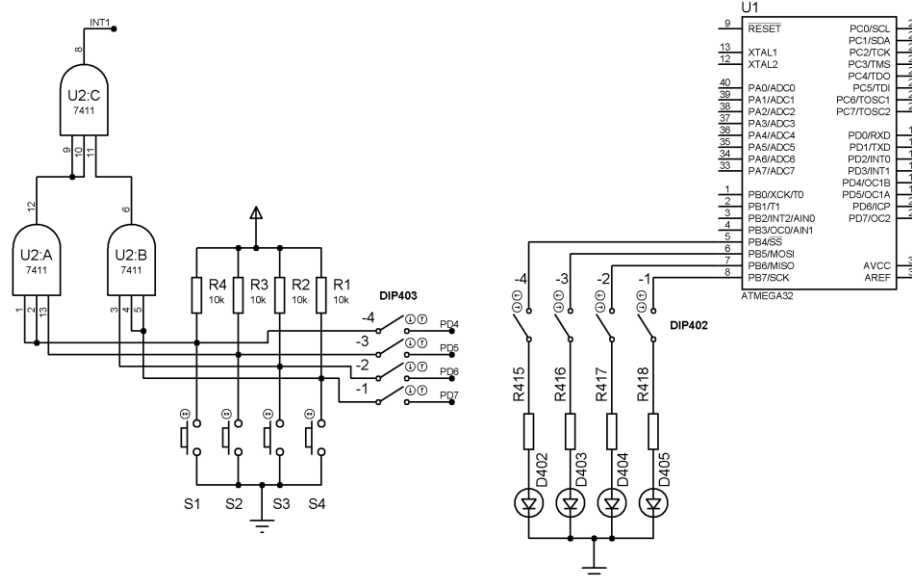 INT1
8
U2:C
7411
9
10
11
12
6
U2:A
7411
U2:B
7411
1
2
13
3
4
5
R4
10k
R3
10k
R2
10k
R1
10k
DIP403
-4
PD4
-3
PD5
-2
PD6
-1
PD7
S1
S2
S3
S4
U1
9 RESET
13 XTAL1
12 XTAL2
40 PA0/ADC0
39 PA1/ADC1
38 PA2/ADC2
37 PA3/ADC3
36 PA4/ADC4
35 PA5/ADC5
34 PA6/ADC6
33 PA7/ADC7
1 PB0/XCK/T0
2 PB1/T1
3 PB2/INT2/AIN0
4 PB3/OC0/AIN1
5 PB4/SS
6 PB5/MOSI
7 PB6/MISO
8 PB7/SCK
PC0/SCL
PC1/SDA
PC2/TCK
PC3/TMS
PC4/TDO
PC5/TDI
PC6/TOSC1
PC7/TOSC2
PD0/RXD
PD1/TXD
PD2/INT0
PD3/INT1
PD4/OC1B
PD5/OC1A
PD6/ICP
PD7/OC2
AVCC
AREF
ATMEGA32
-4
-3
-2
-1
DIP402
R415
R416
R417
R418
D402
D403
D404
D405